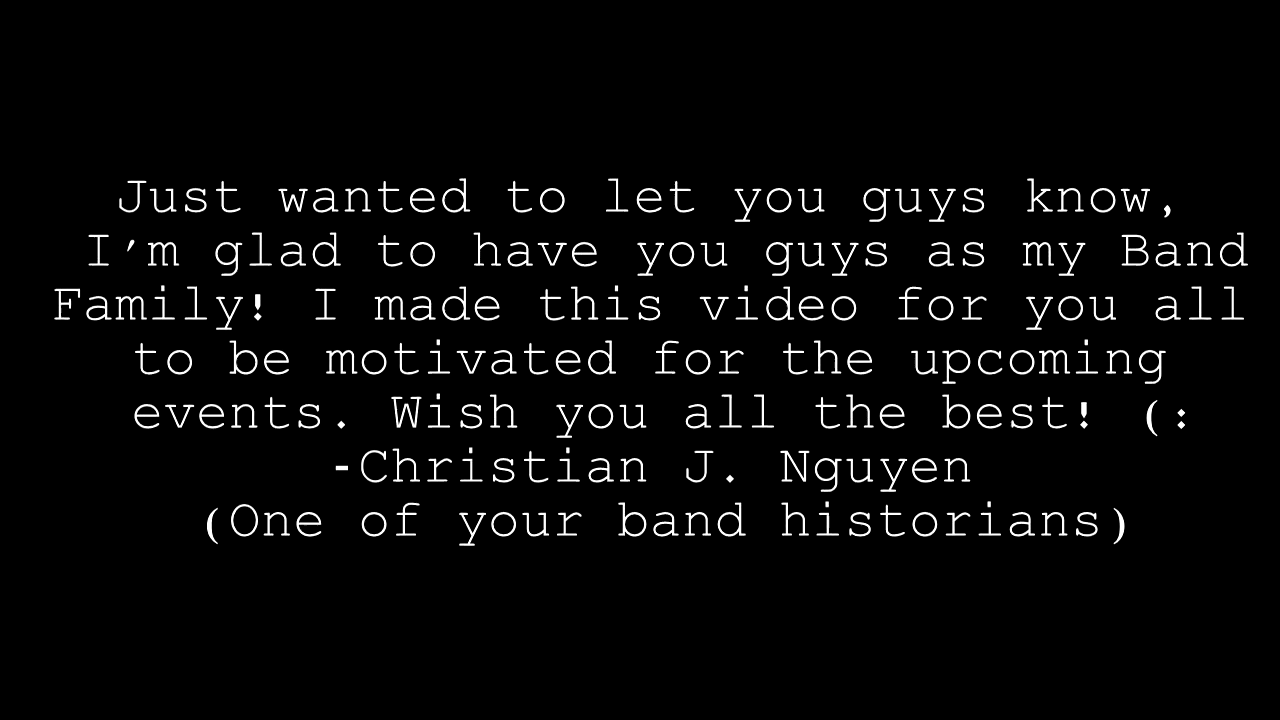 Just wanted to let you guys know,
I'm glad to have you guys as my Band
Family! I made this video for you all
to be motivated for the upcoming
events. Wish you all the best! (:
-Christian J. Nguyen
(One of your band historians)